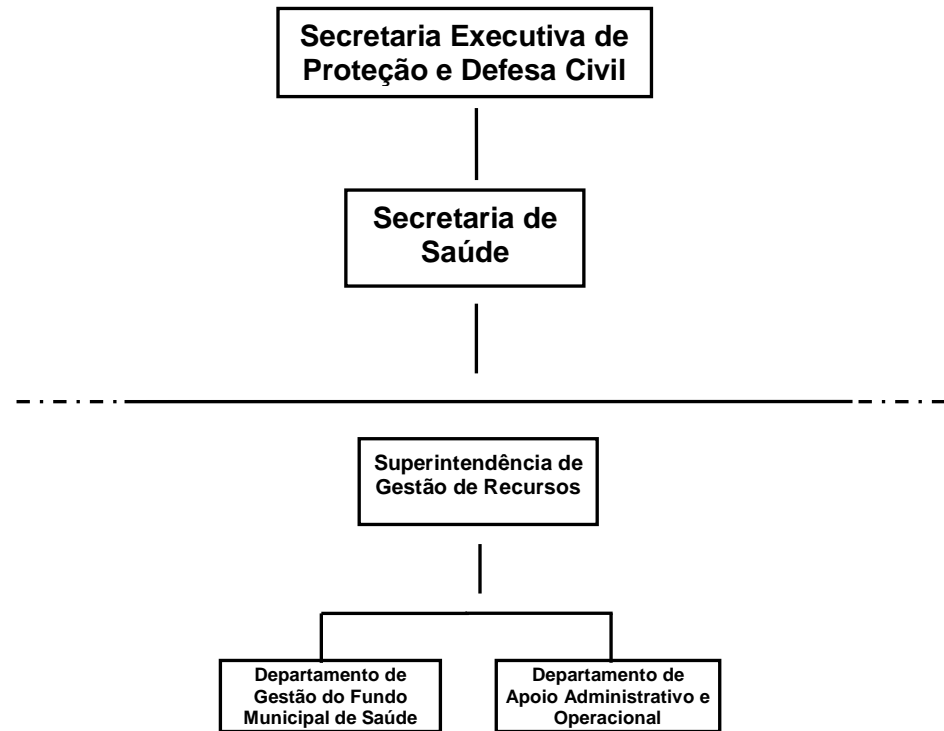 Secretaria Executiva de
Proteção e Defesa Civil
Secretaria de
Saúde
Superintendência de
Gestão de Recursos
Departamento de
Gestão do Fundo
Municipal de Saúde
Departamento de
Apoio Administrativo e
Operacional